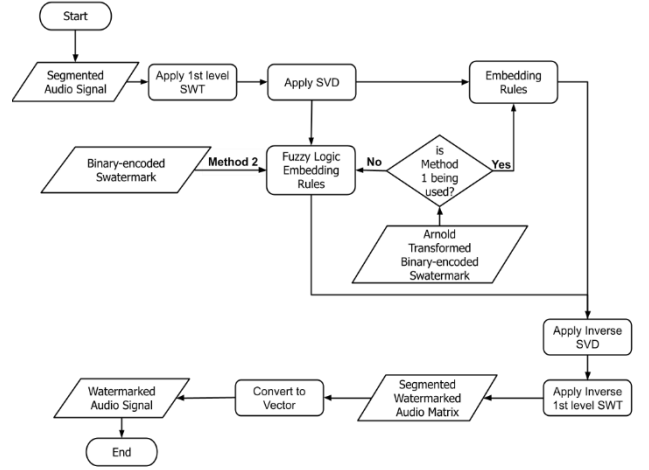 Start
Segmented
Audio Signal
Apply 1st level
SWT
Apply SVD
Embedding
Rules
Binary-encoded
Swatermark
Method 2
Fuzzy Logic
Embedding
Rules
No
is
Method
1 being
used?
Yes
Arnold
Transformed
Binary-encoded
Swatermark
Apply Inverse
SVD
Watermarked
Audio Signal
Convert to
Vector
Segmented
Watermarked
Audio Matrix
Apply Inverse
1st level SWT
End